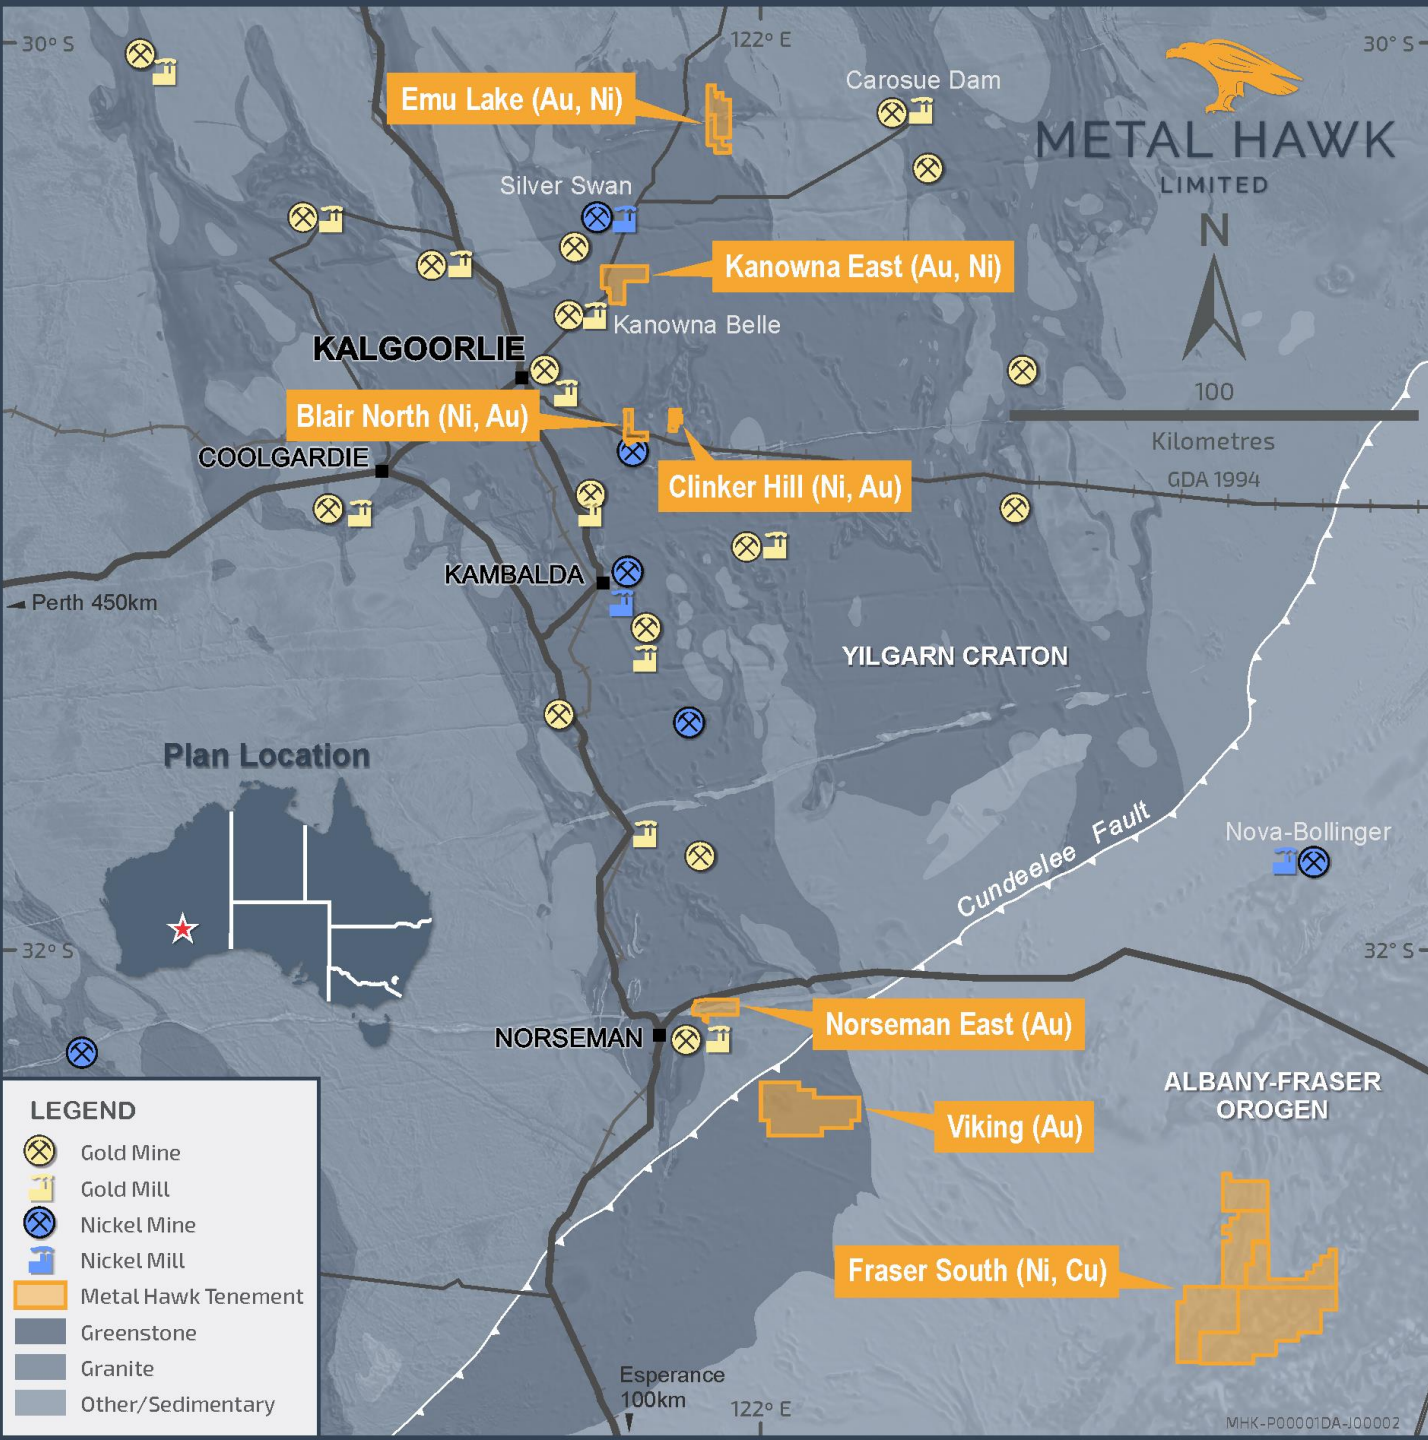 30° S
122° E
30° S
Carosue Dam
Emu Lake (Au, Ni)
METAL HAWK
LIMITED
Silver Swan
N
Kanowna East (Au, Ni)
Kanowna Belle
KALGOORLIE
100
Kilometres
GDA 1994
Blair North (Ni, Au)
COOLGARDIE
Clinker Hill (Ni, Au)
KAMBALDA
Perth 450km
YILGARN CRATON
Plan Location
Cundeelee Fault
Nova-Bollinger
32° S
32° S
NORSEMAN
Norseman East (Au)
ALBANY-FRASER
OROGEN
Viking (Au)
Fraser South (Ni, Cu)
LEGEND
Gold Mine
Gold Mill
Nickel Mine
Nickel Mill
Metal Hawk Tenement
Greenstone
Granite
Other/Sedimentary
Esperance
100km
122° E
MHK-P00001DA-J00002